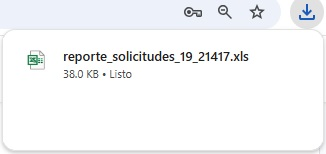 reporte_solicitudes_19_21417.xls
38.0 KB • Listo